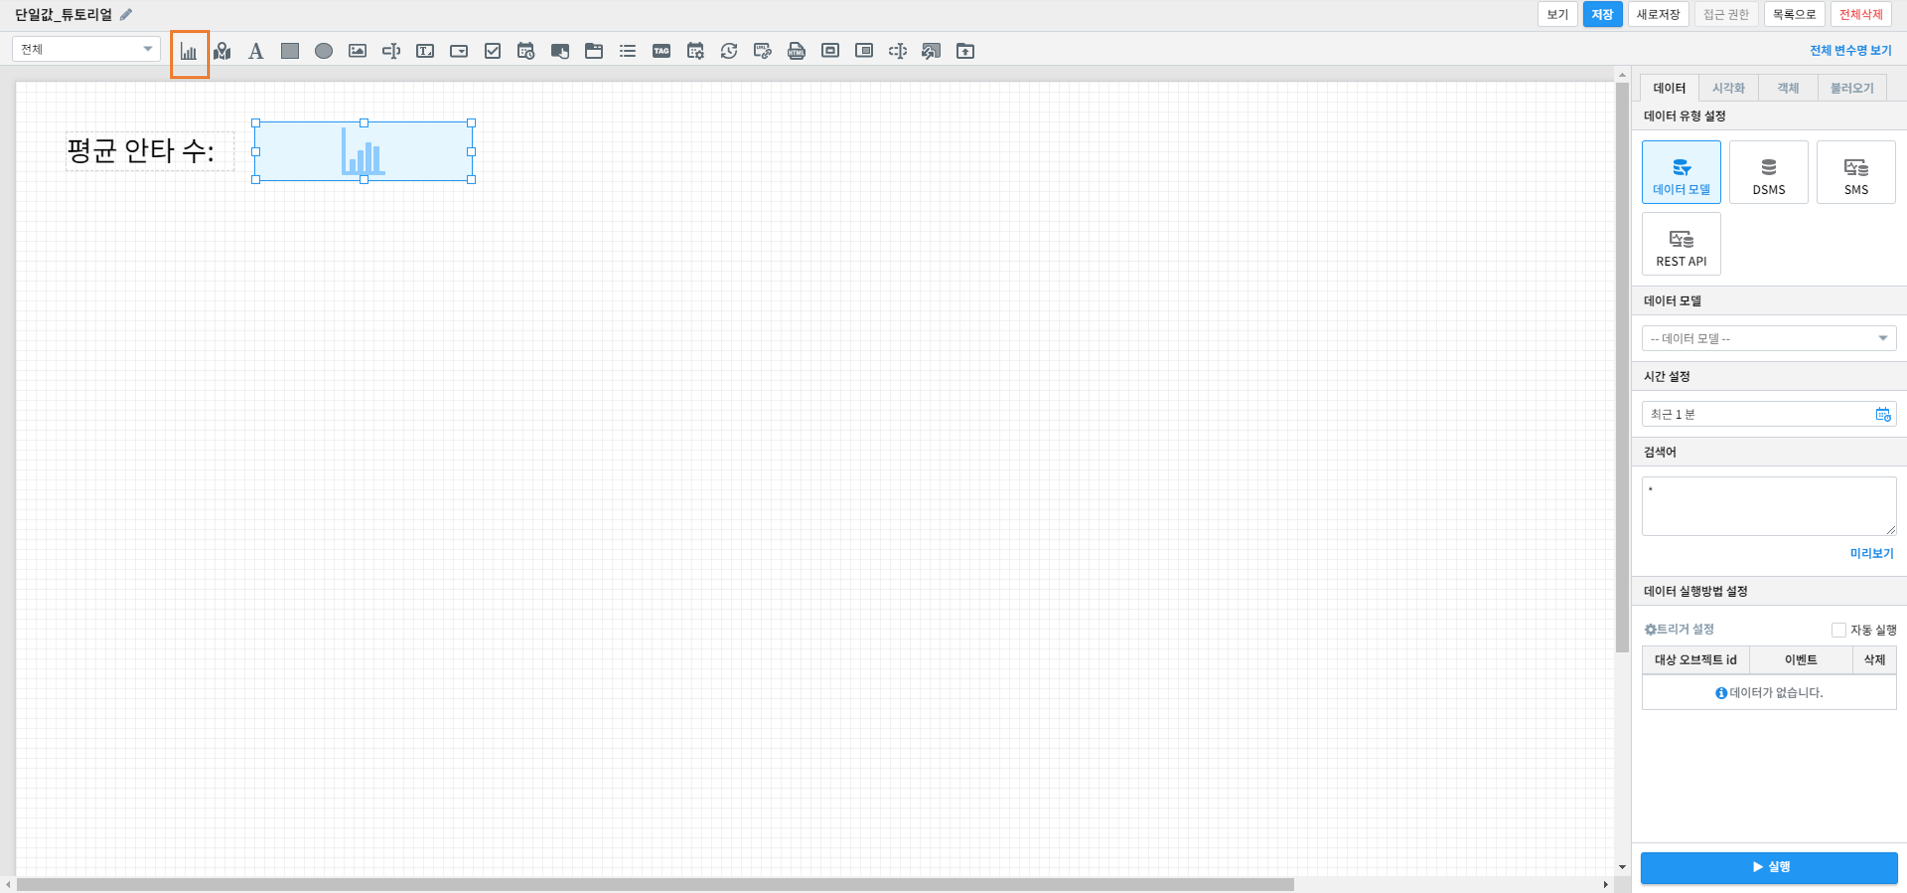 단일값_튜토리얼
보기 저장 새로저장 접근 권한 목록으로 전체삭제
전체
A T TAG
전체 변수명 보기
평균 안타 수:
데이터 시각화 객체 불러오기
데이터 유형 설정
데이터 모델 DSMS SMS
REST API
데이터 모델
-- 데이터 모델 --
시간 설정
최근 1 분
검색어
*
미리보기
데이터 실행방법 설정
트리거 설정 자동 실행
대상 오브젝트 id 이벤트 삭제
데이터가 없습니다.
실행